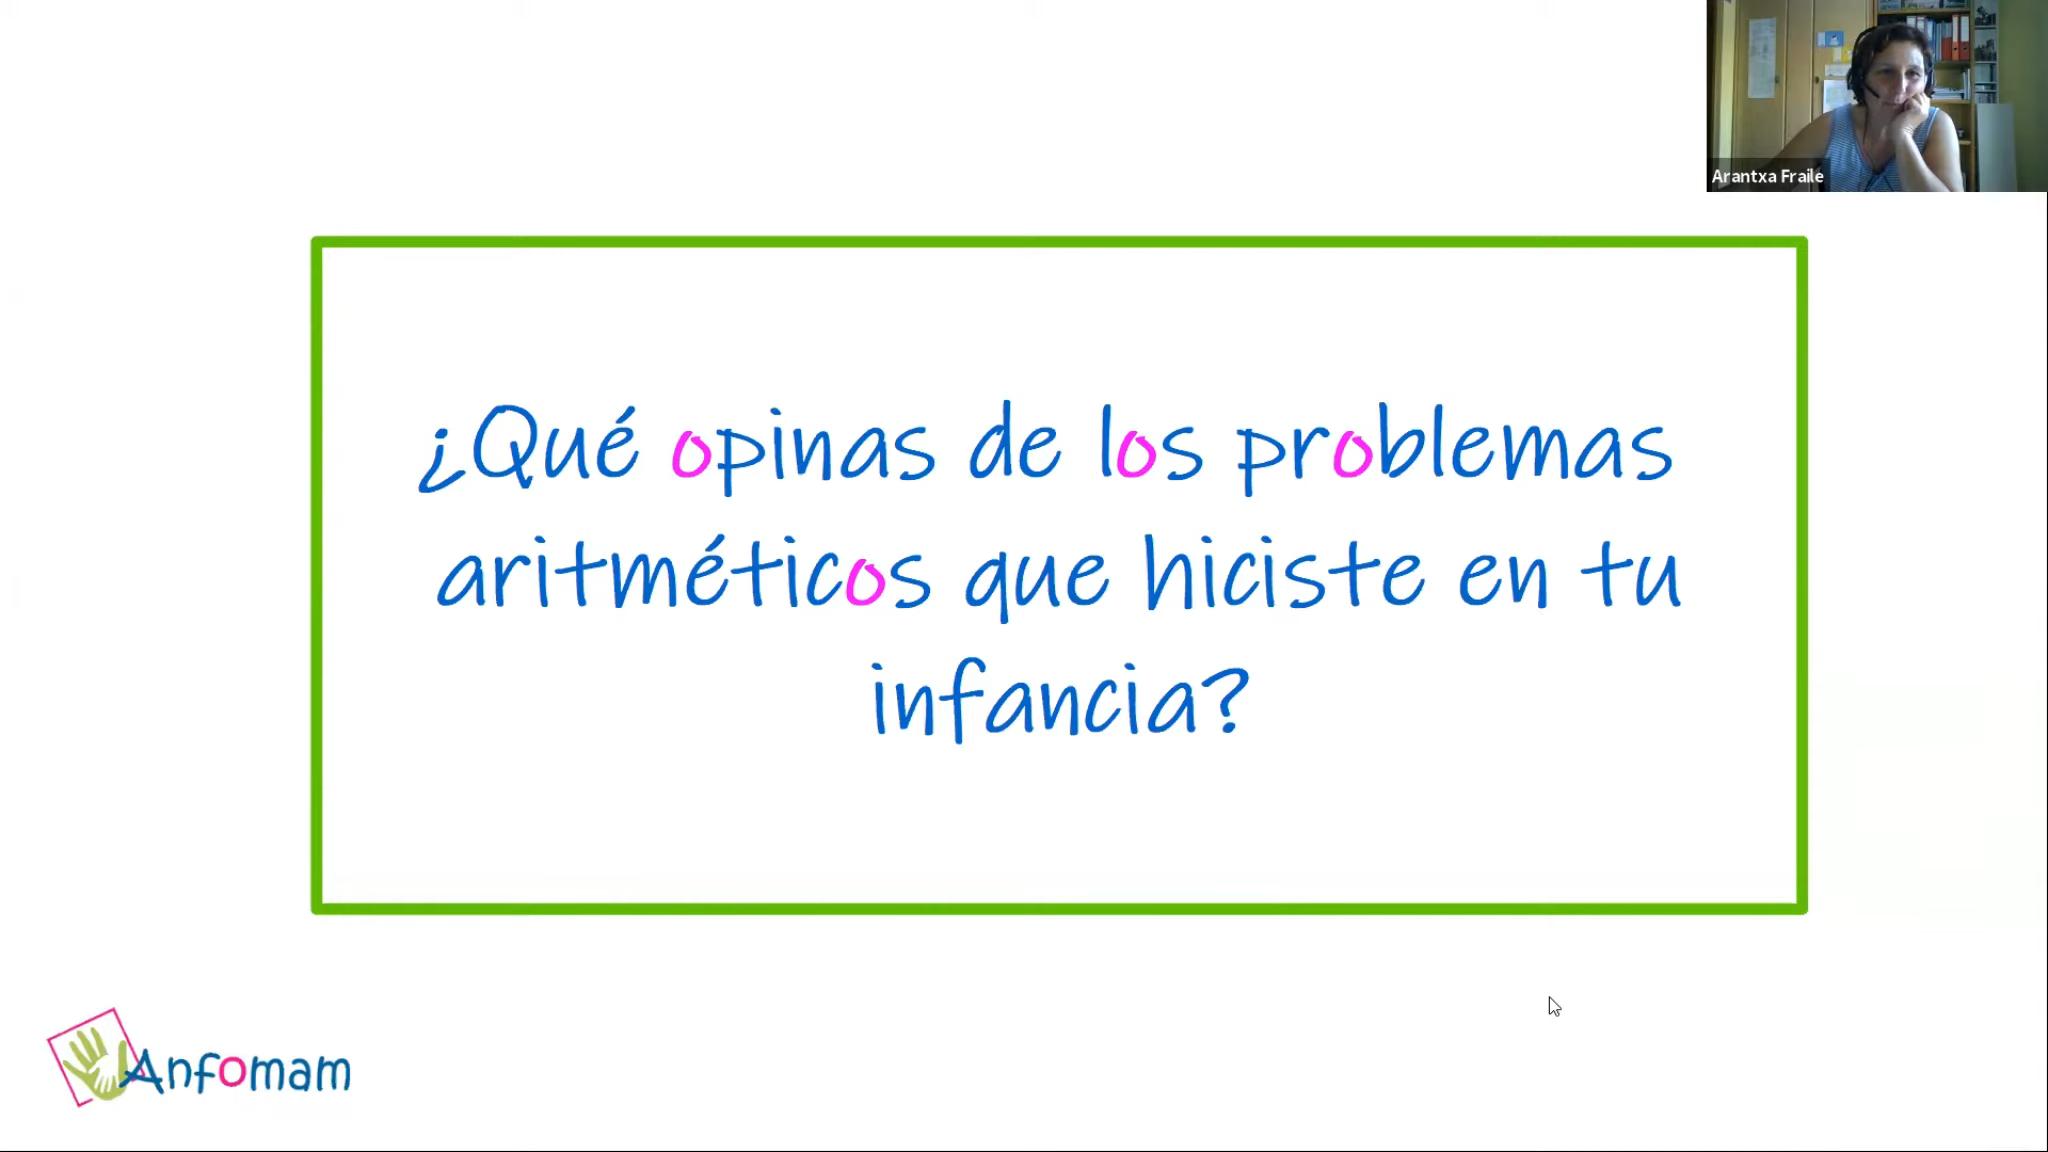 Arantxa Fraile
¿Qué opinas de los problemas
aritméticos que hiciste en tu
infancia?
Anfomam